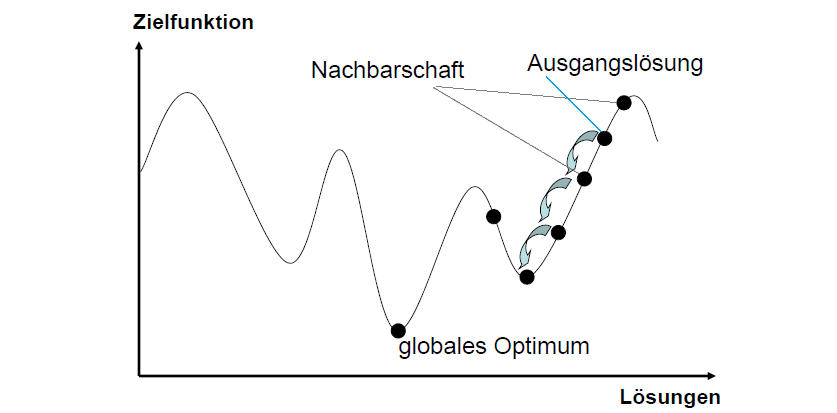 Zielfunktion
Ausgangslösung
Nachbarschaft
globales Optimum
Lösungen